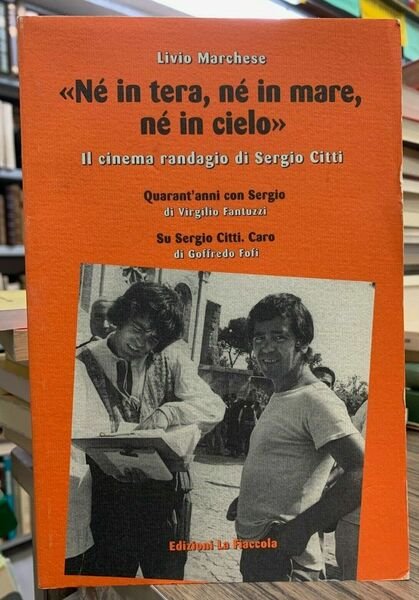 Livio Marchese
«Né in tera, né in mare,
né in cielo»
Il cinema randagio di Sergio Citti
Quarant'anni con Sergio
di Virgilio Fantuzzi
Su Sergio Citti. Caro
di Goffredo Fofi
Edizioni La Fiaccola